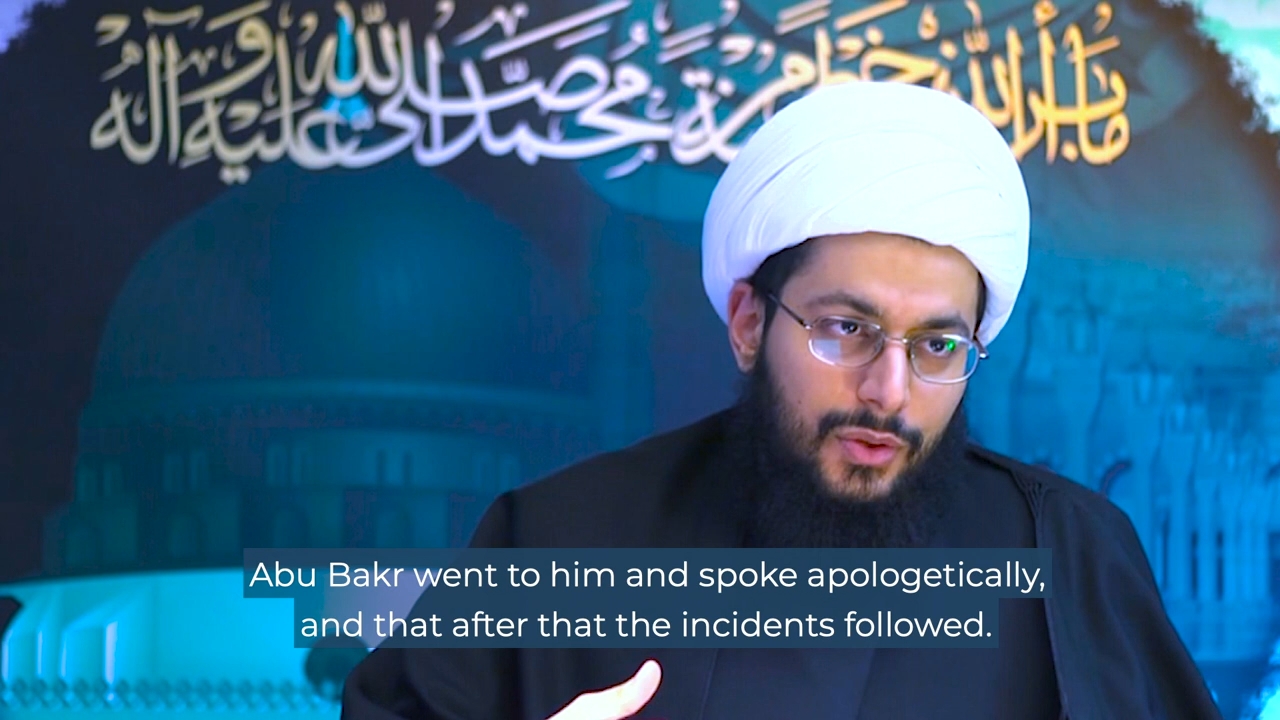 محمد صلى الله عليه وآله
Abu Bakr went to him and spoke apologetically,
and that after that the incidents followed.